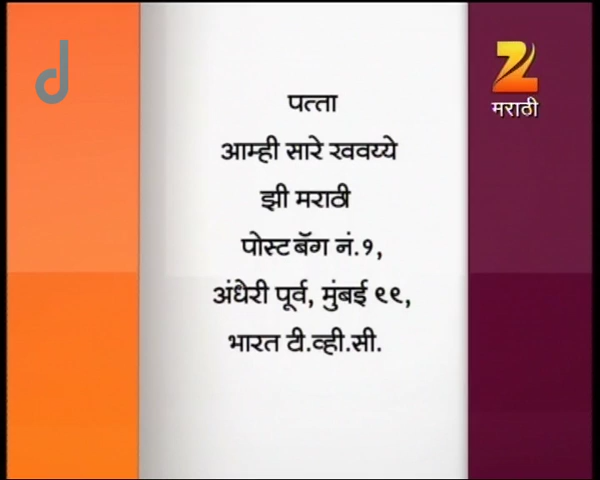 पत्ता
आम्ही सारे खवय्ये
झी मराठी
पोस्ट बॅग नं.१,
अंधेरी पूर्व, मुंबई ९९,
भारत टी.व्ही.सी.
d
Z
मराठी